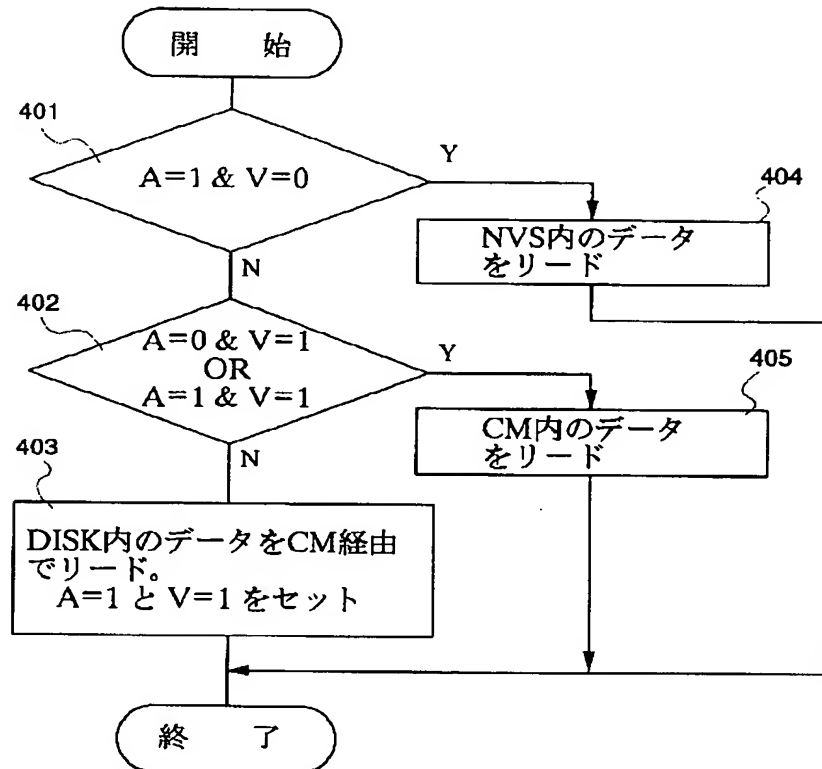 開 始
401
A=1 & V=0
Y
404
NVS内のデータ
をリード
N
402
A=0 & V=1
OR
A=1 & V=1
Y
405
CM内のデータ
をリード
N
403
DISK内のデータをCM経由
でリード。
A=1 と V=1 をセット
終 了